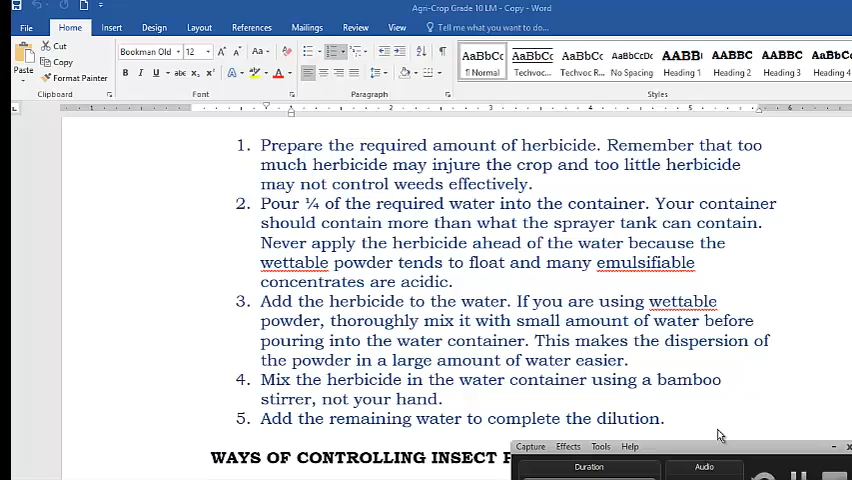 Agri-Crop Grade 10 LM - Copy - Word
File Home Insert Design Layout References Mailings Review View Tell me what you want to do...
Cut
Copy
Format Painter
Paste
Clipboard
Bookman Old 12
Font
Paragraph
AaBbCc AaBbCc AaBbCc AaBbCcDc AABB( AABBC AaBbCc AaBbCc
¶ Normal Techvoc... Techvoc R... No Spacing Heading 1 Heading 2 Heading 3 Heading 4
Styles
1. Prepare the required amount of herbicide. Remember that too
much herbicide may injure the crop and too little herbicide
may not control weeds effectively.
2. Pour ¼ of the required water into the container. Your container
should contain more than what the sprayer tank can contain.
Never apply the herbicide ahead of the water because the
wettable powder tends to float and many emulsifiable
concentrates are acidic.
3. Add the herbicide to the water. If you are using wettable
powder, thoroughly mix it with small amount of water before
pouring into the water container. This makes the dispersion of
the powder in a large amount of water easier.
4. Mix the herbicide in the water container using a bamboo
stirrer, not your hand.
5. Add the remaining water to complete the dilution.
WAYS OF CONTROLLING INSECT
Capture Effects Tools Help
Duration Audio